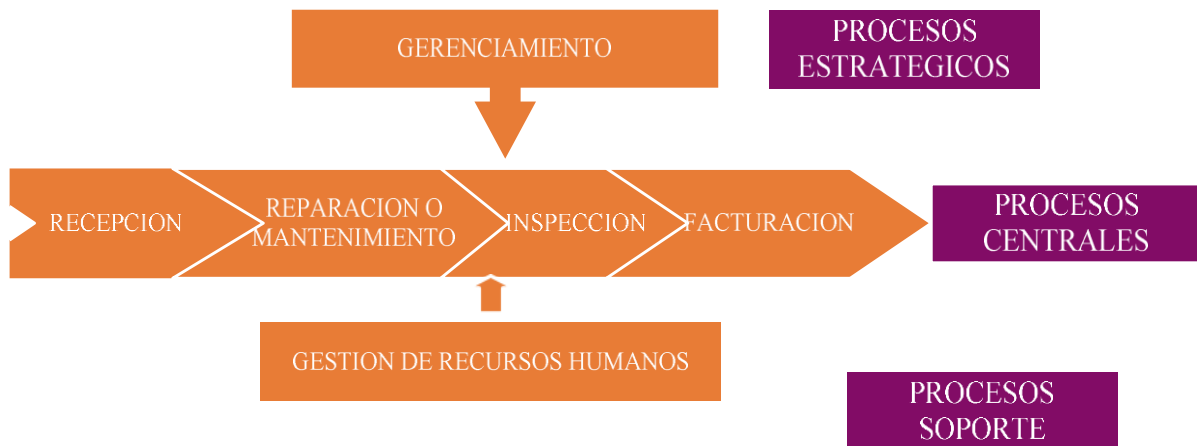 GERENCIAMIENTO
PROCESOS
ESTRATEGICOS
RECEPCION
REPARACION O
MANTENIMIENTO
INSPECCION
FACTURACION
PROCESOS
CENTRALES
GESTION DE RECURSOS HUMANOS
PROCESOS
SOPORTE